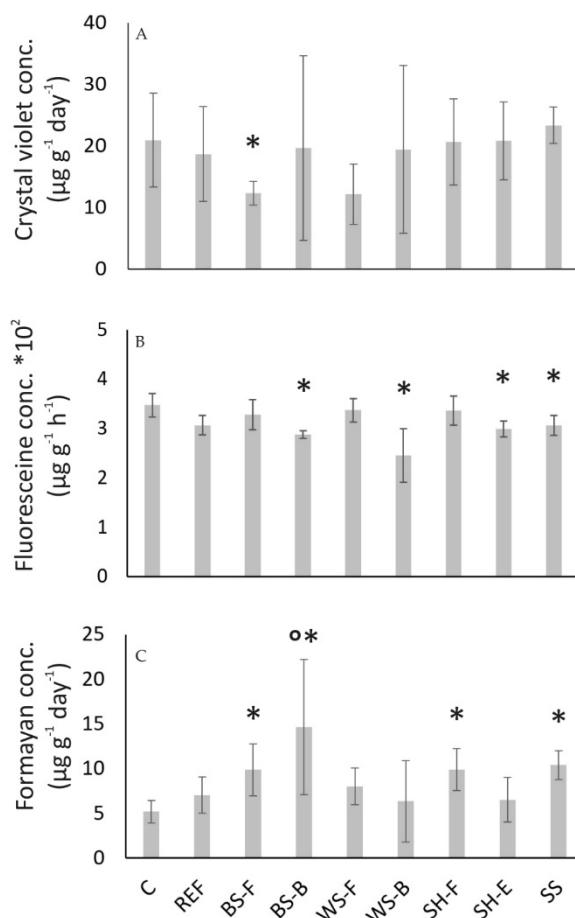 A
Crystal violet conc.
(µg g⁻¹ day⁻¹)
40
30
20
10
0
*
B
Fluoresceine conc. *10²
(µg g⁻¹ h⁻¹)
5
4
3
2
1
0
* * * *
C
Formayan conc.
(µg g⁻¹ day⁻¹)
25
20
15
10
5
0
* °* * *
C REF BS-F BS-B WS-F WS-B SH-F SH-E SS